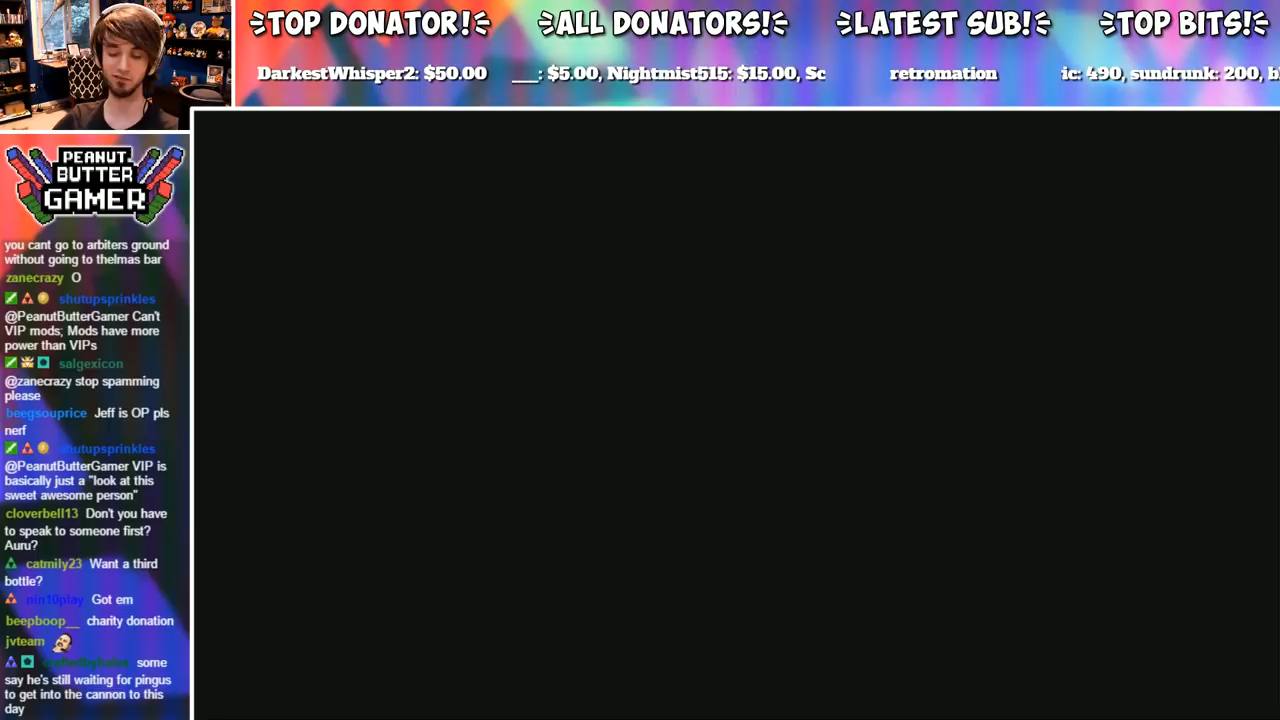 TOP DONATOR!
ALL DONATORS!
LATEST SUB!
TOP BITS!
DarkestWhisper2: $50.00
___: $5.00, Nightmist515: $15.00, Sc
retromation
ic: 490, sundrunk: 200, b
PEANUT
BUTTER
GAMER
you cant go to arbiters ground
without going to thelmas bar
zanecrazy O
shutupsprinkles
@PeanutButterGamer Can't
VIP mods; Mods have more
power than VIPs
salgexicon
@zanecrazy stop spamming
please
beegsouprice Jeff is OP pls
nerf
shutupsprinkles
@PeanutButterGamer VIP is
basically just a "look at this
sweet awesome person"
cloverbell13 Don't you have
to speak to someone first?
Auru?
catmily23 Want a third
bottle?
nin10play Got em
beepboop__ charity donation
jvteam
some
say he's still waiting for pingus
to get into the cannon to this
day